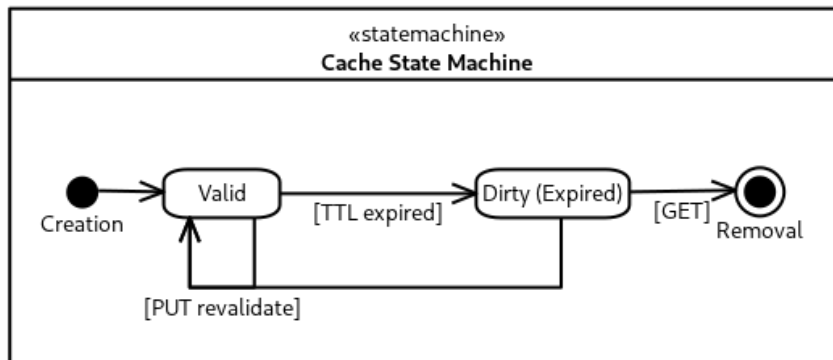 «statemachine»
Cache State Machine
Valid
Dirty (Expired)
Creation
[TTL expired]
[GET]
Removal
[PUT revalidate]